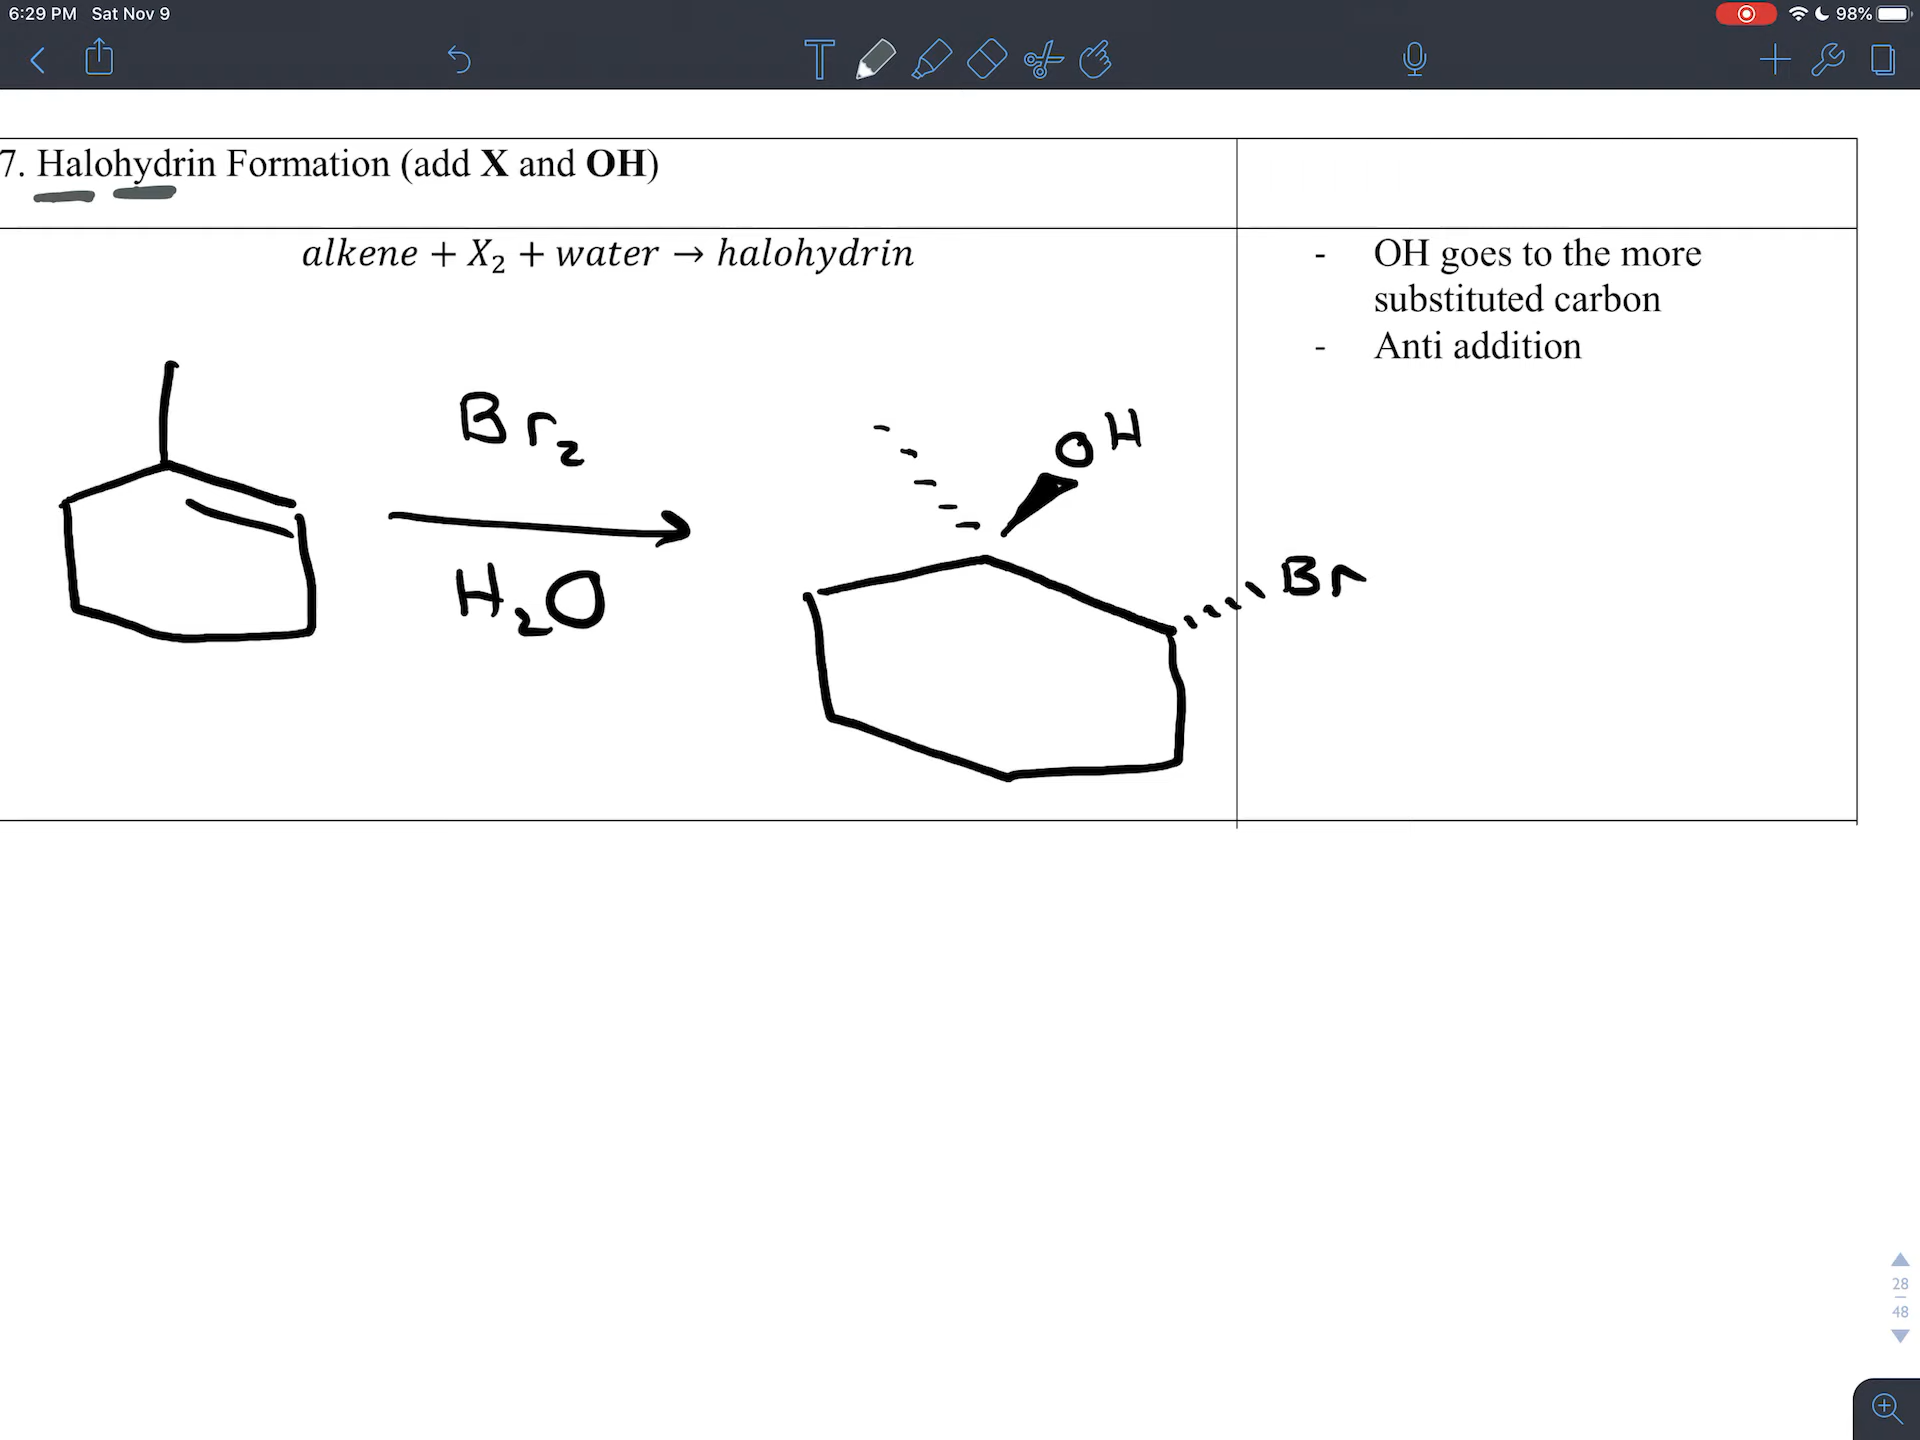 6:29 PM Sat Nov 9
98%
T
7. Halohydrin Formation (add X and OH)
alkene + X₂ + water → halohydrin
- OH goes to the more
substituted carbon
- Anti addition
Br₂
H₂O
OH
Br
28
48